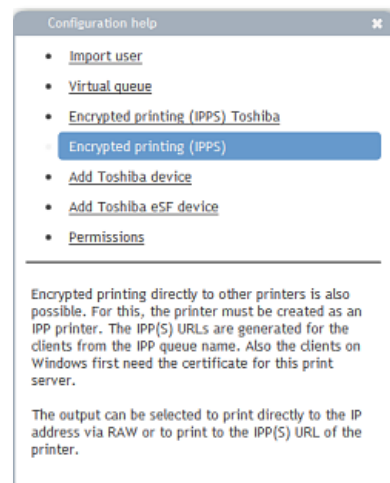 Configuration help
Import user
Virtual queue
Encrypted printing (IPPS) Toshiba
Encrypted printing (IPPS)
Add Toshiba device
Add Toshiba eSF device
Permissions
Encrypted printing directly to other printers is also
possible. For this, the printer must be created as an
IPP printer. The IPP(S) URLs are generated for the
clients from the IPP queue name. Also the clients on
Windows first need the certificate for this print
server.
The output can be selected to print directly to the IP
address via RAW or to print to the IPP(S) URL of the
printer.